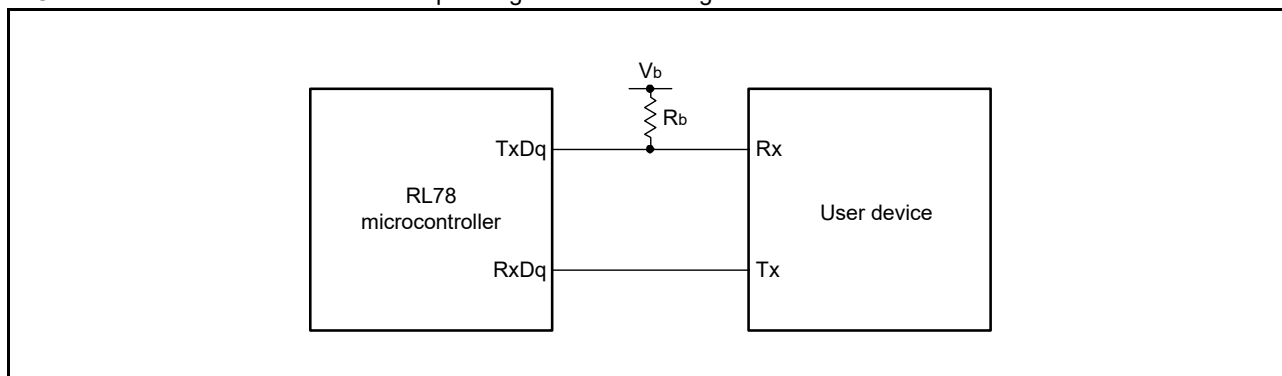 Vb
Rb
TxDq
Rx
RL78
microcontroller
User device
RxDq
Tx